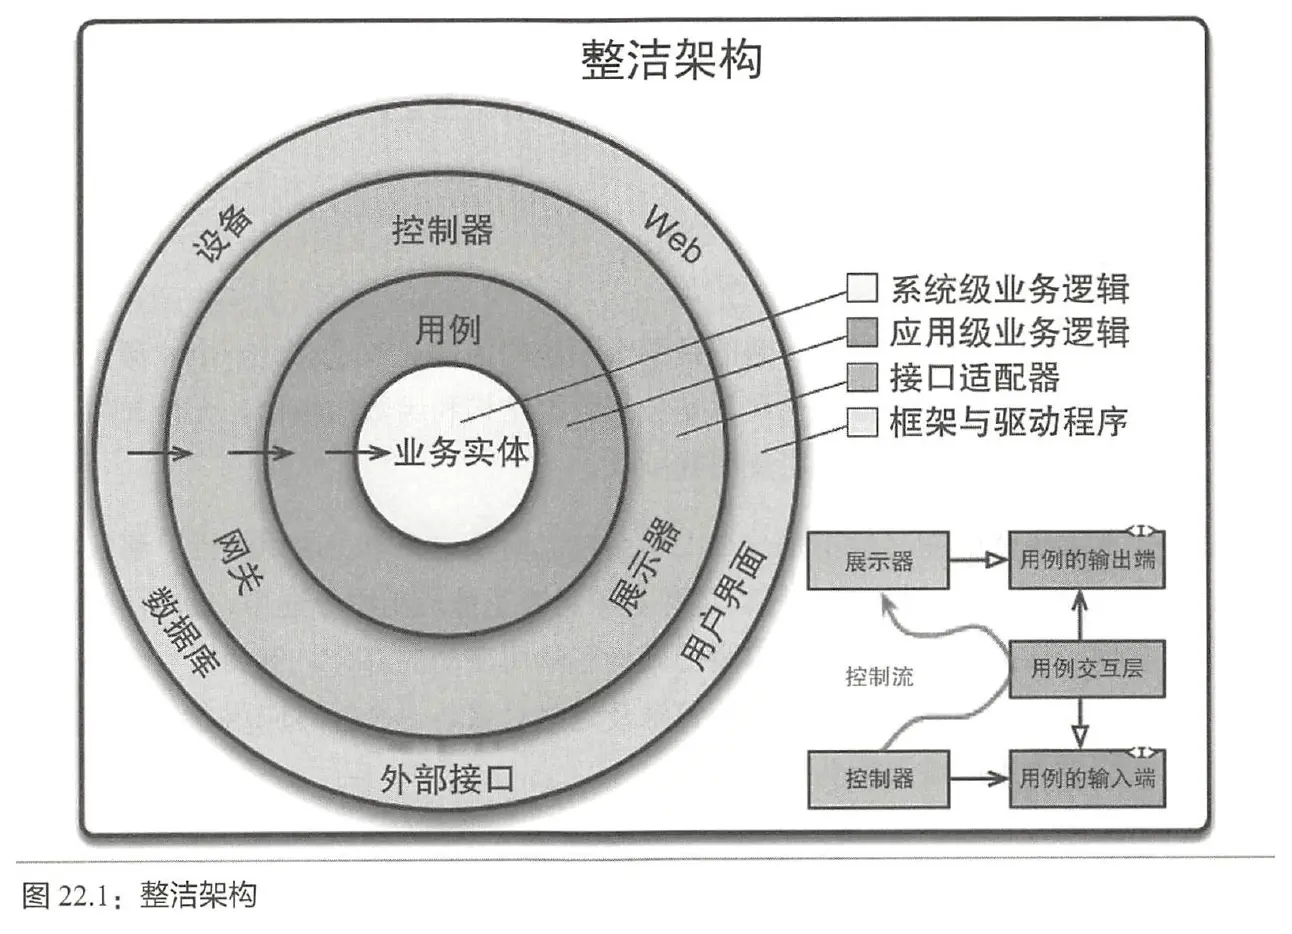 整洁架构
设备
Web
控制器
用例
业务实体
网关
展示器
数据库
用户界面
外部接口
系统级业务逻辑
应用级业务逻辑
接口适配器
框架与驱动程序
展示器
<I>
用例的输出端
控制流
用例交互层
控制器
<I>
用例的输入端
图 22.1：整洁架构